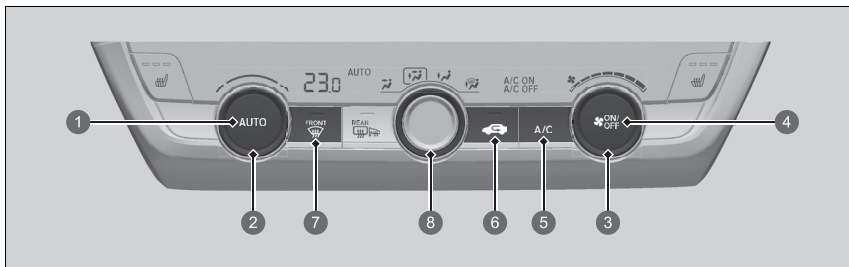 23.0
AUTO
A/C ON
A/C OFF
AUTO
FRONT
REAR
A/C
ON/
OFF
1
4
2
7
8
6
5
3